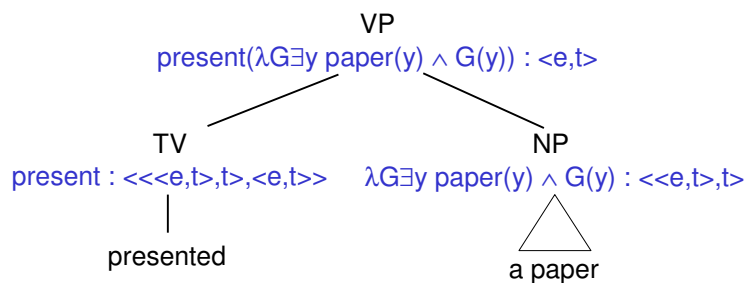 VP
present(λG∃y paper(y) ∧ G(y)) : <e,t>
TV NP
present : <<<e,t>,t>,<e,t>> λG∃y paper(y) ∧ G(y) : <<e,t>,t>
presented
a paper